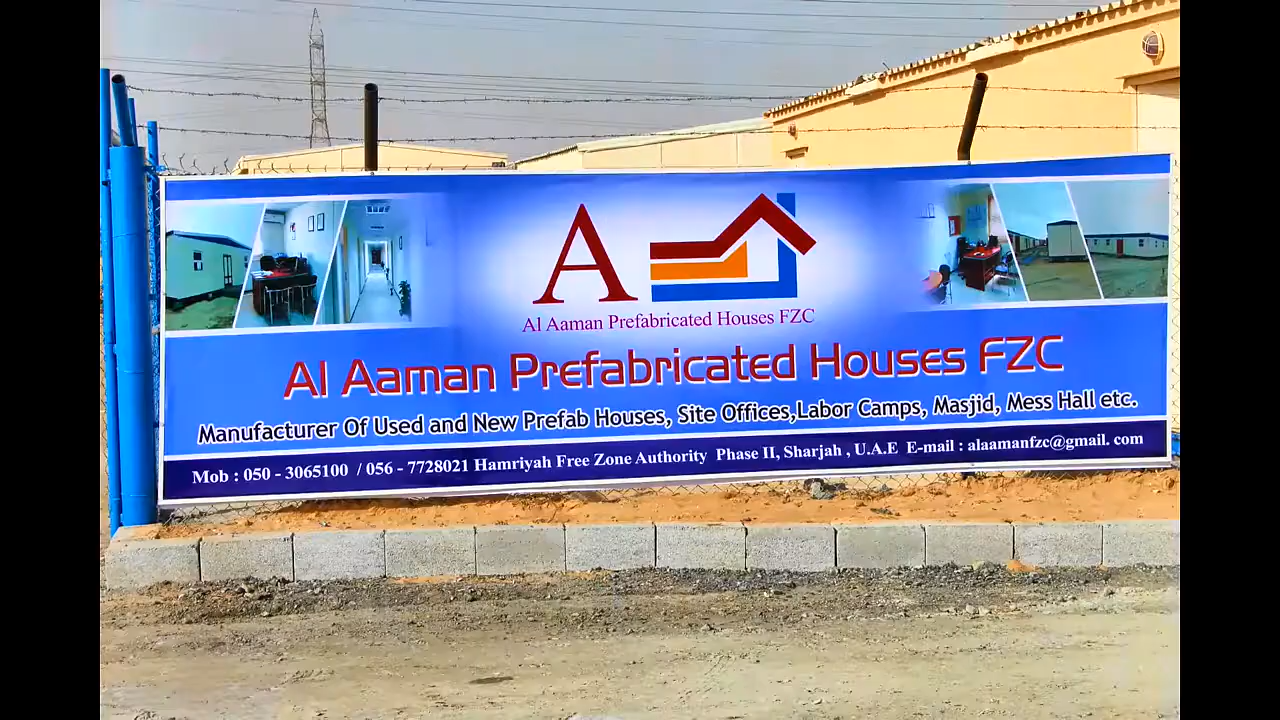 A
Al Aaman Prefabricated Houses FZC
Al Aaman Prefabricated Houses FZC
Manufacturer Of Used and New Prefab Houses, Site Offices,Labor Camps, Masjid, Mess Hall etc.
Mob : 050 - 3065100 / 056 - 7728021 Hamriyah Free Zone Authority Phase II, Sharjah , U.A.E E-mail : alaamanfzc@gmail. com